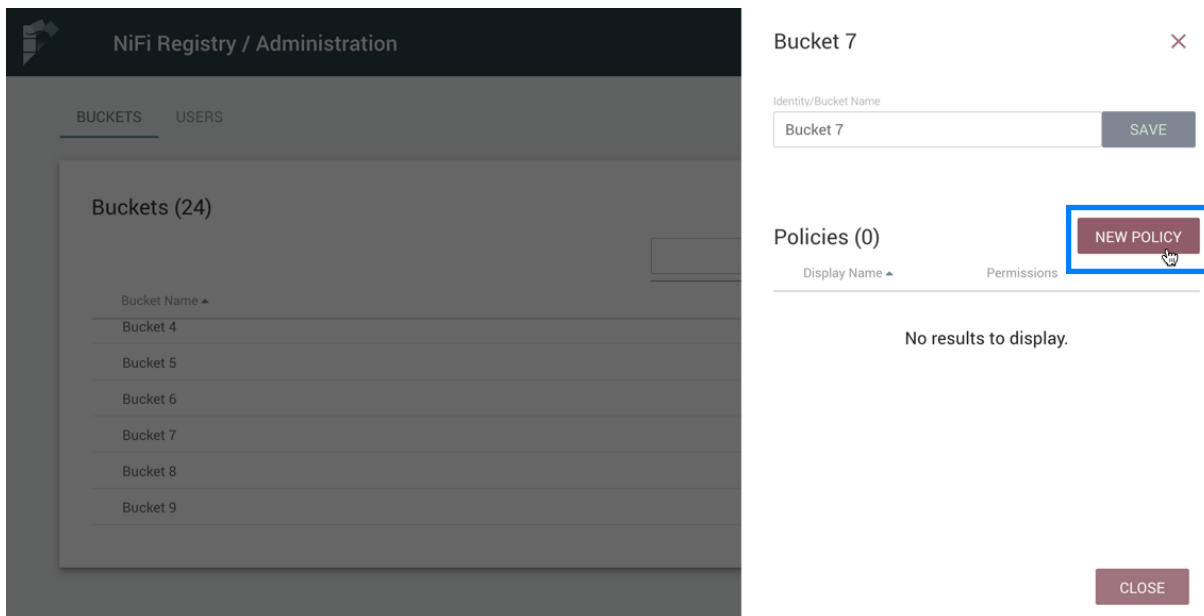 NiFi Registry / Administration
BUCKETS USERS
Buckets (24)
Bucket Name
Bucket 4
Bucket 5
Bucket 6
Bucket 7
Bucket 8
Bucket 9
Bucket 7
Identity/Bucket Name
Bucket 7 SAVE
Policies (0) NEW POLICY
Display Name Permissions
No results to display.
CLOSE